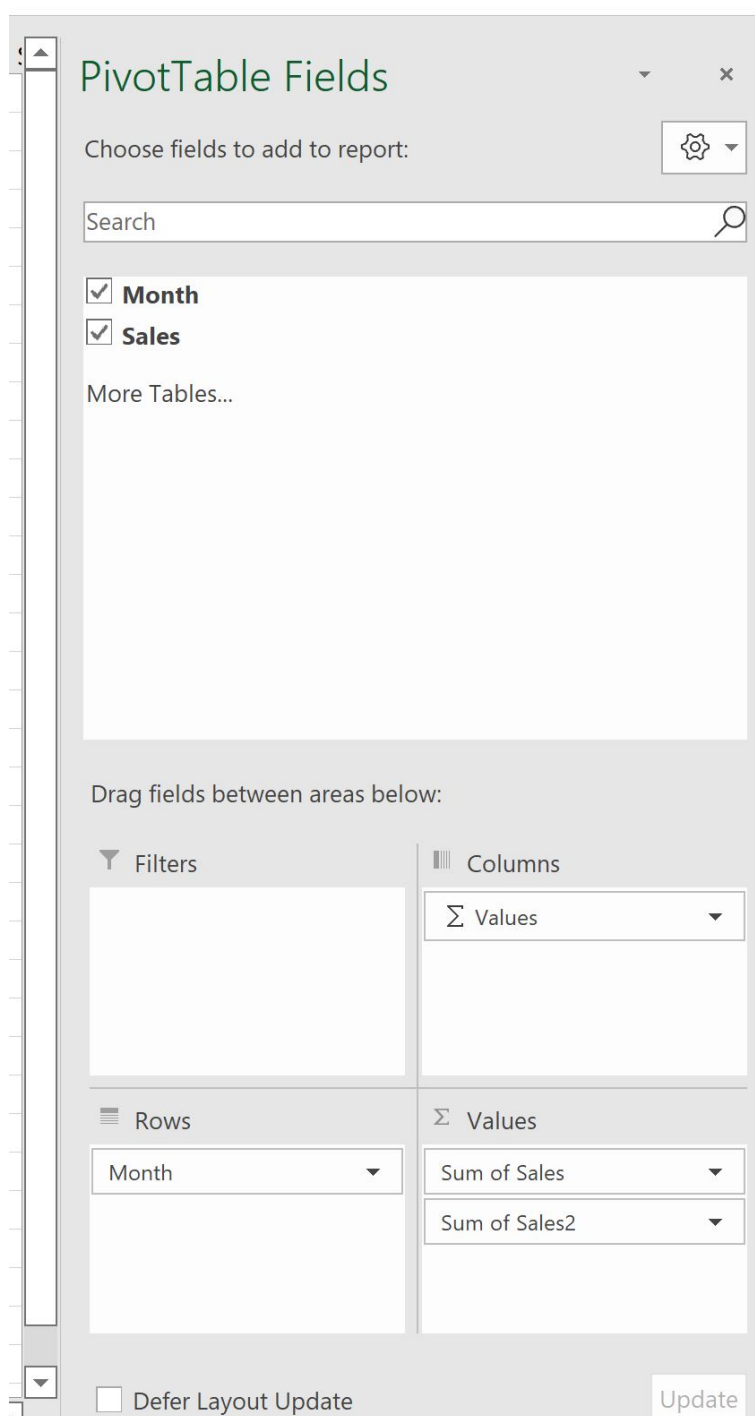 PivotTable Fields
Choose fields to add to report:
Search
Month
Sales
More Tables...
Drag fields between areas below:
Filters
Columns
Σ Values
Rows
Σ Values
Month
Sum of Sales
Sum of Sales2
Defer Layout Update
Update